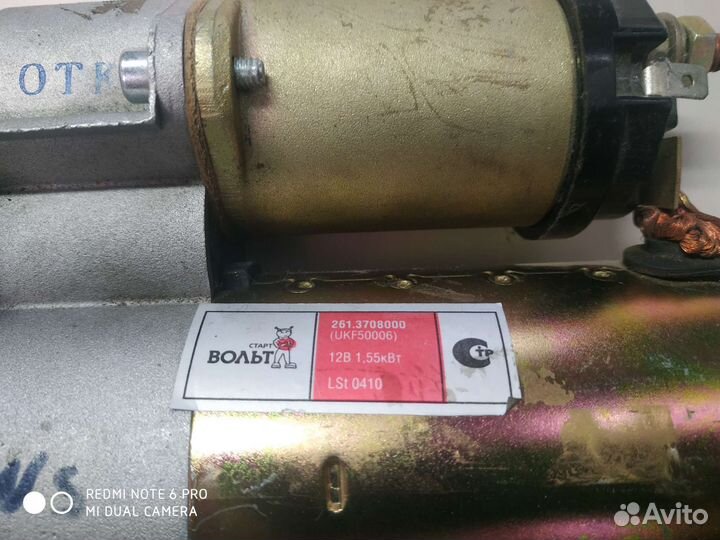 ОТК
СТАРТ
ВОЛЬТ
261.3708000
(UKF50006)
12В 1,55кВт
LSt 0410
Стр
REDMI NOTE 6 PRO
MI DUAL CAMERA
Avito